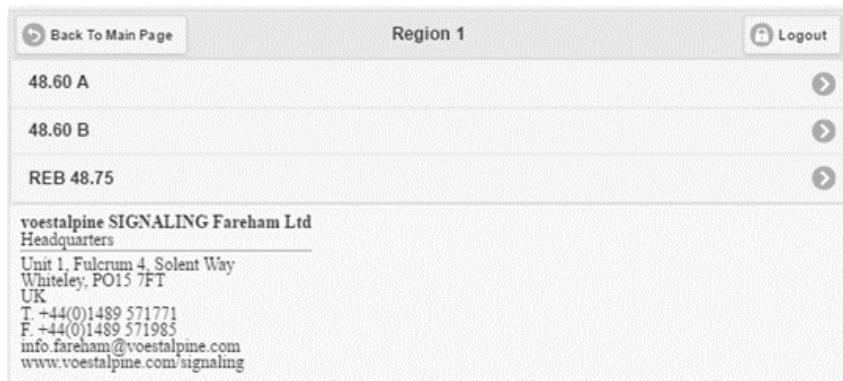 Back To Main Page Region 1 Logout
48.60 A
48.60 B
REB 48.75
voestalpine SIGNALING Fareham Ltd
Headquarters
Unit 1, Fulcrum 4, Solent Way
Whiteley, PO15 7FT
UK
T. +44(0)1489 571771
F. +44(0)1489 571985
info.fareham@voestalpine.com
www.voestalpine.com/signaling